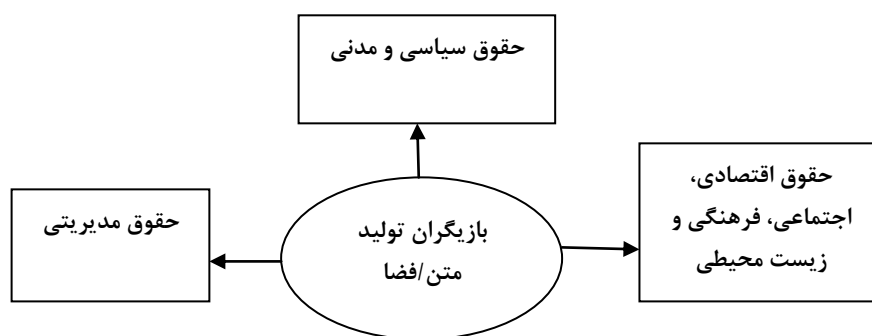 حقوق سیاسی و مدنی
حقوق اقتصادی،
اجتماعی، فرهنگی و
زیست محیطی
بازیگران تولید
متن/فضا
حقوق مدیریتی